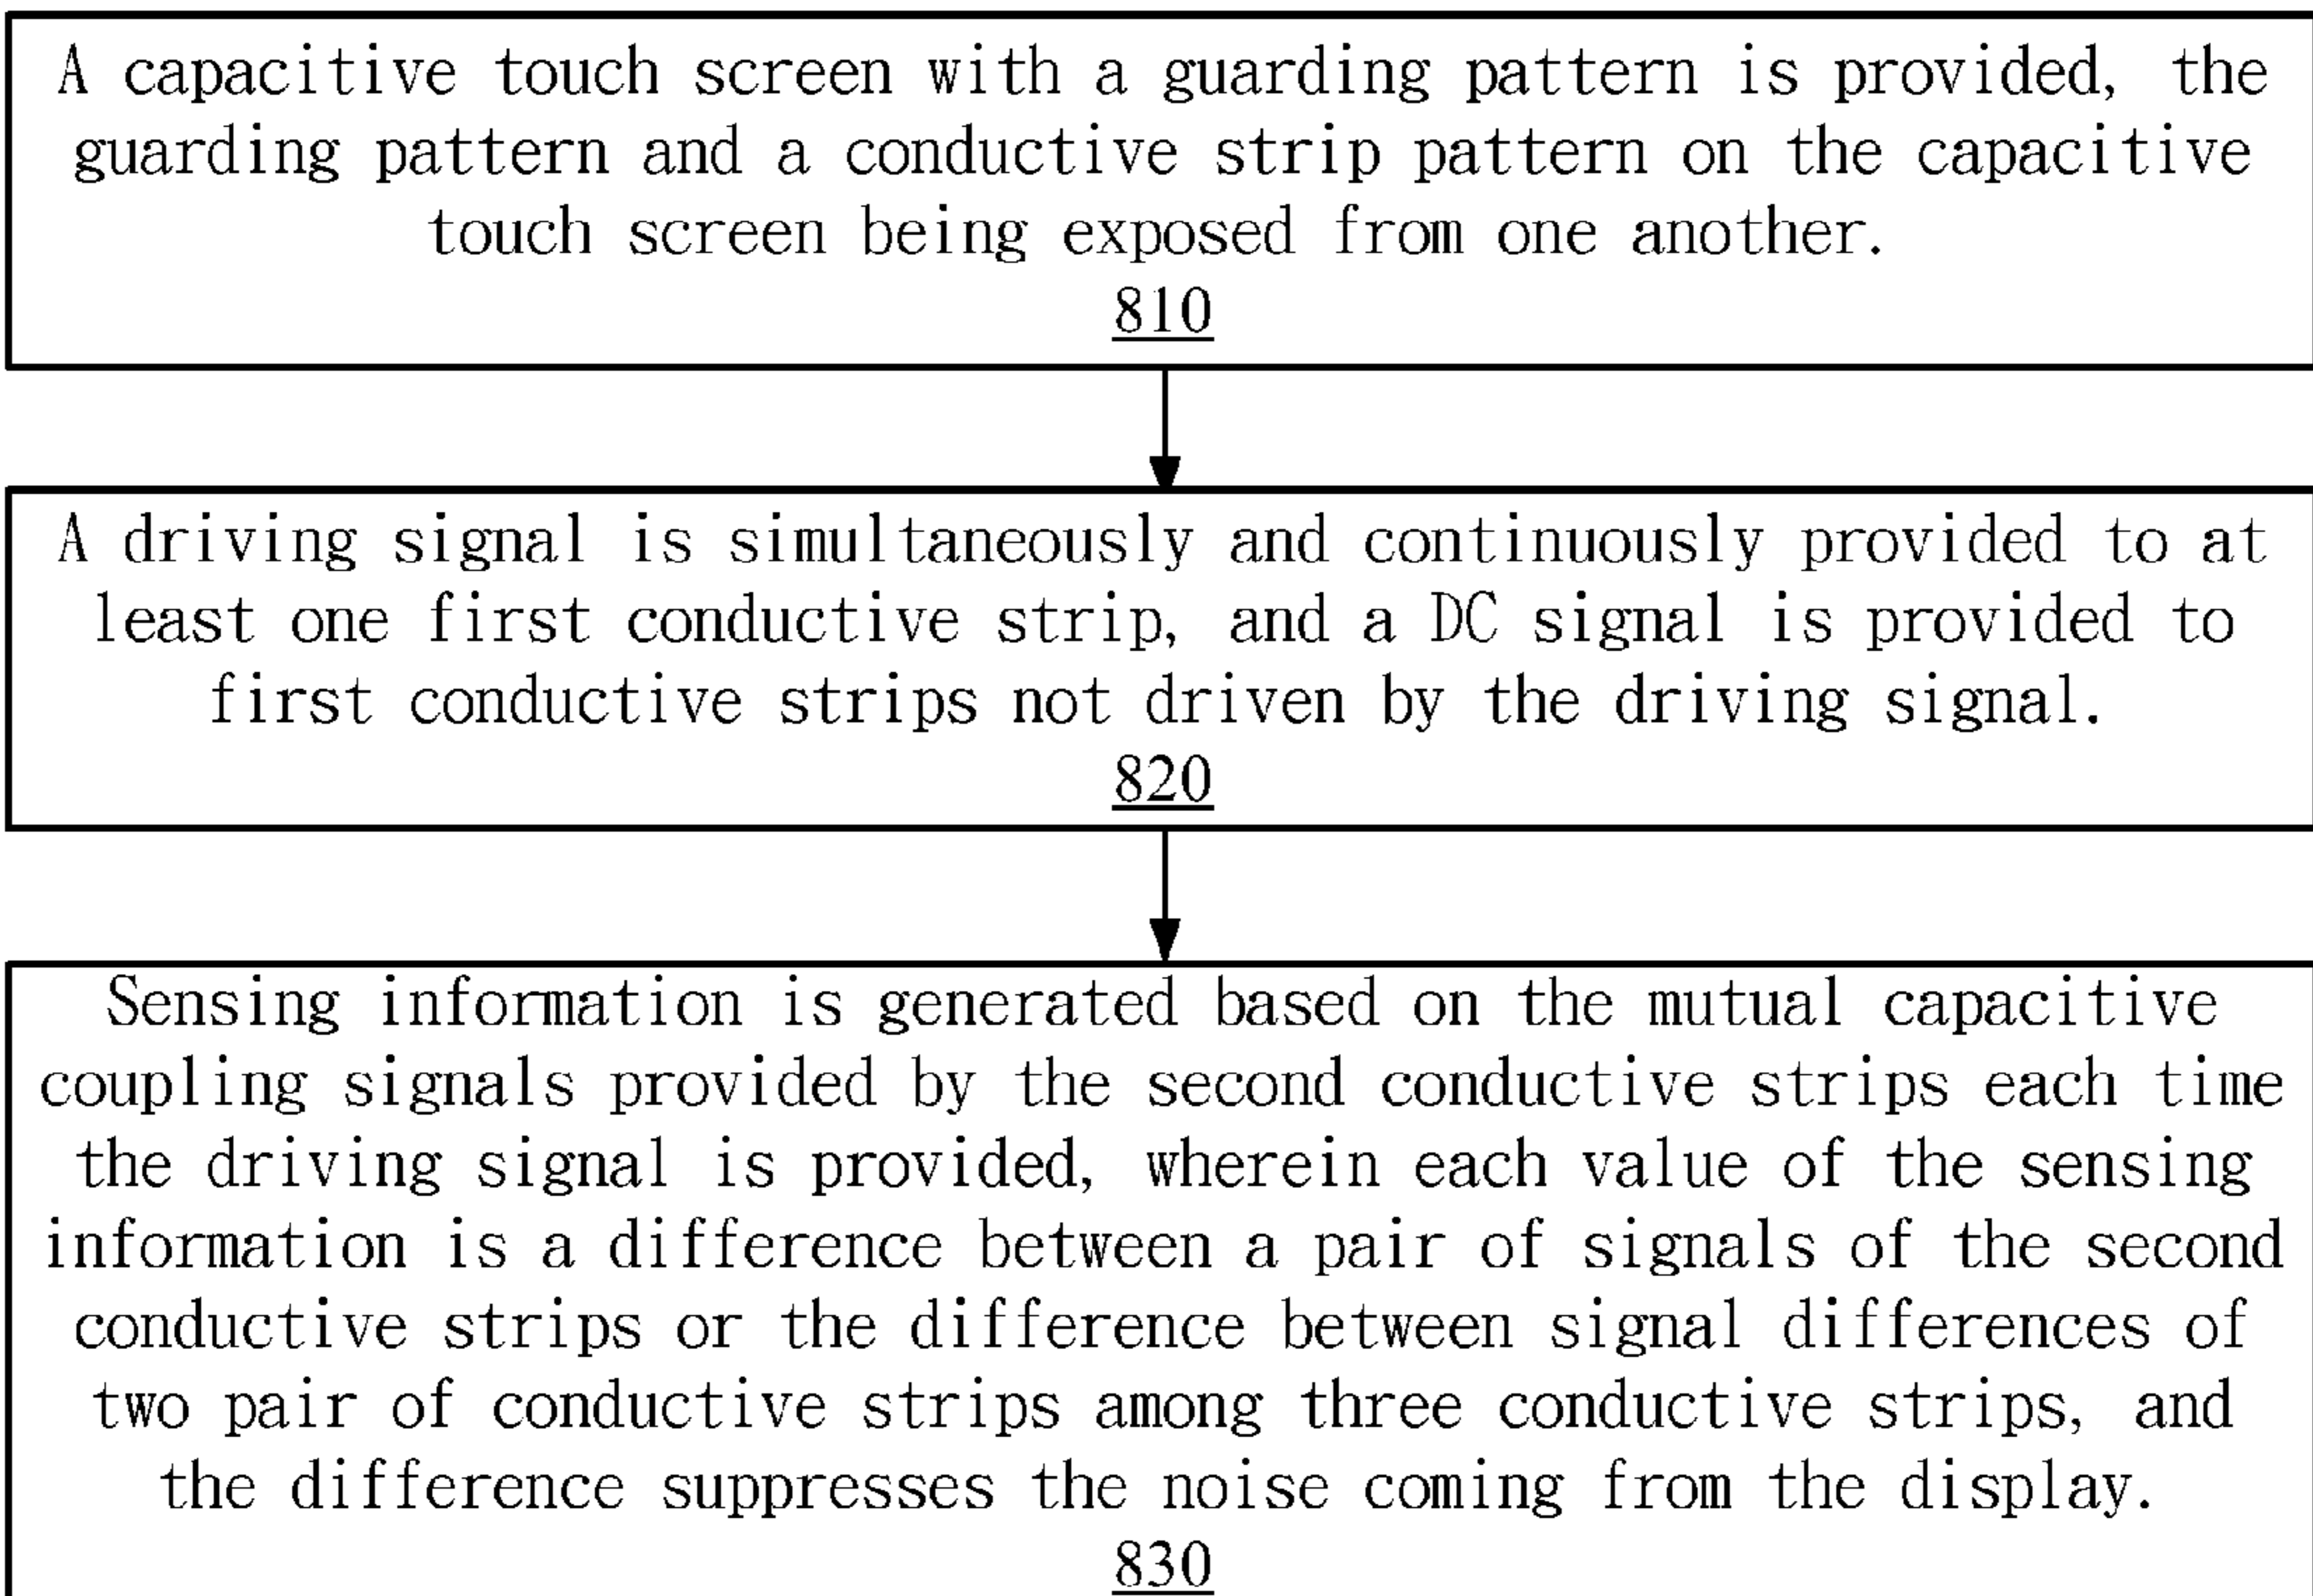 A capacitive touch screen with a guarding pattern is provided, the
guarding pattern and a conductive strip pattern on the capacitive
touch screen being exposed from one another.
810
A driving signal is simultaneously and continuously provided to at
least one first conductive strip, and a DC signal is provided to
first conductive strips not driven by the driving signal.
820
Sensing information is generated based on the mutual capacitive
coupling signals provided by the second conductive strips each time
the driving signal is provided, wherein each value of the sensing
information is a difference between a pair of signals of the second
conductive strips or the difference between signal differences of
two pair of conductive strips among three conductive strips, and
the difference suppresses the noise coming from the display.
830